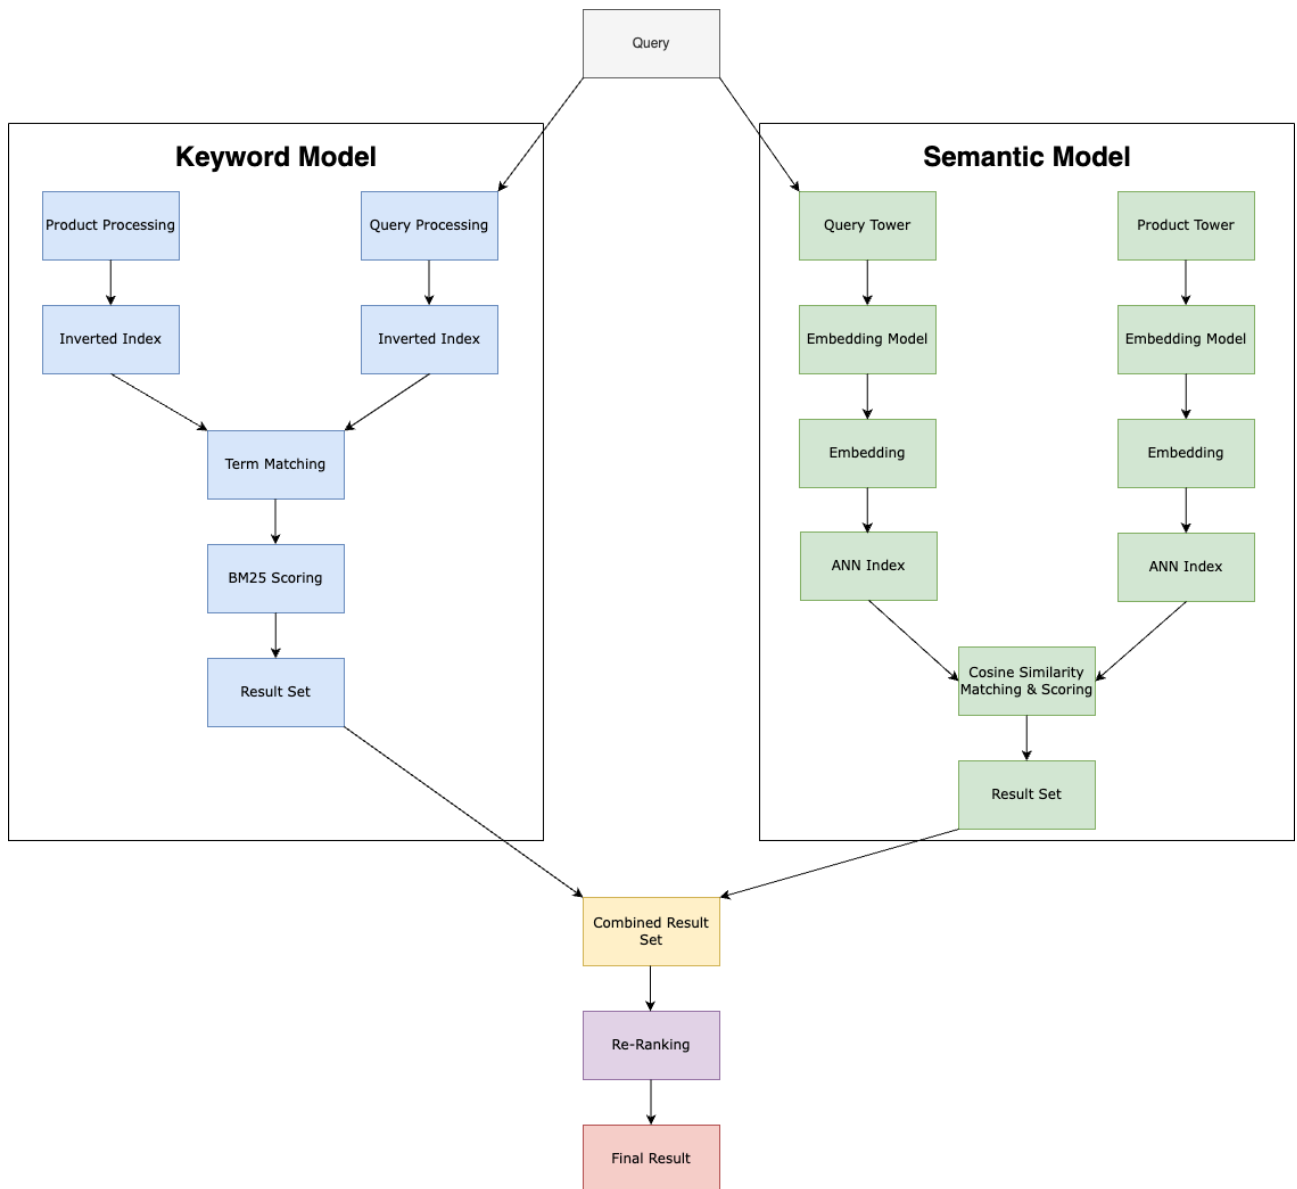 Query
Keyword Model
Product Processing
Query Processing
Inverted Index
Inverted Index
Term Matching
BM25 Scoring
Result Set
Semantic Model
Query Tower
Product Tower
Embedding Model
Embedding Model
Embedding
Embedding
ANN Index
ANN Index
Cosine Similarity
Matching & Scoring
Result Set
Combined Result
Set
Re-Ranking
Final Result